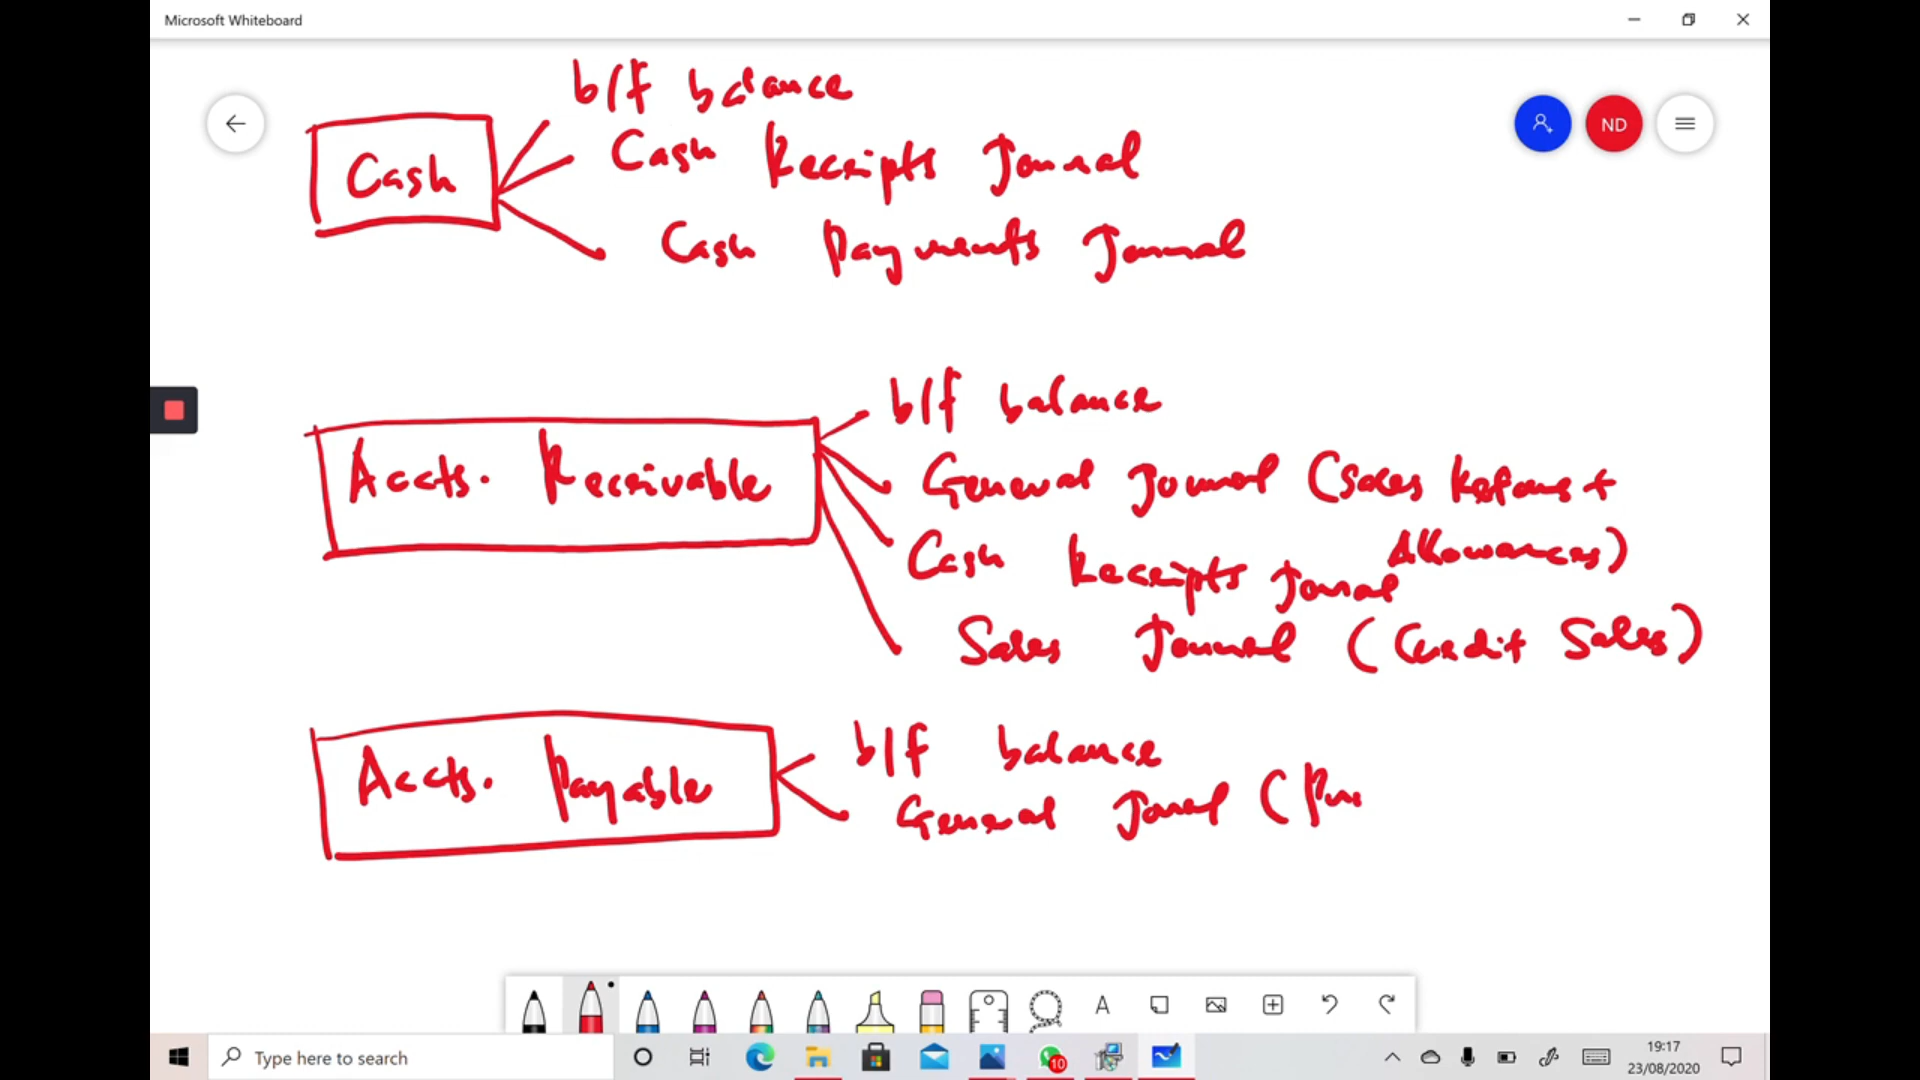 Microsoft Whiteboard
b/f balance
Cash
Cash Receipts Journal
Cash Payments Journal
ND
b/f balance
Accts. Receivable
General Journal (Sales Returns +
Allowances)
Cash Receipts Journal
Sales Journal (Credit Sales)
b/f balance
Accts. Payable
General Journal (Pur
A
Type here to search
10
19:17
23/08/2020